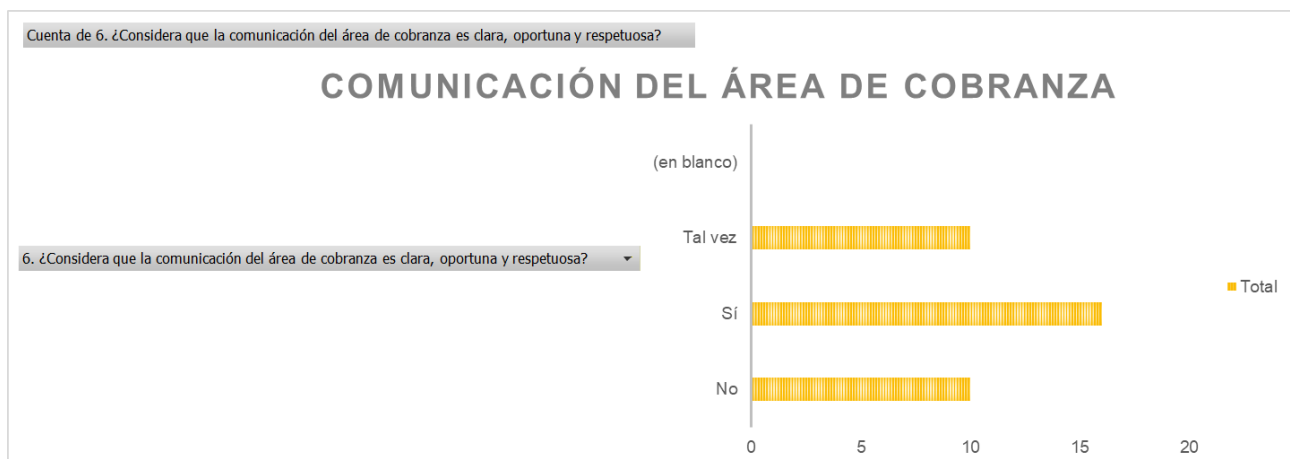 Cuenta de 6. ¿Considera que la comunicación del área de cobranza es clara, oportuna y respetuosa?
COMUNICACIÓN DEL ÁREA DE COBRANZA
(en blanco)
Tal vez
6. ¿Considera que la comunicación del área de cobranza es clara, oportuna y respetuosa?
Total
Sí
No
0 5 10 15 20